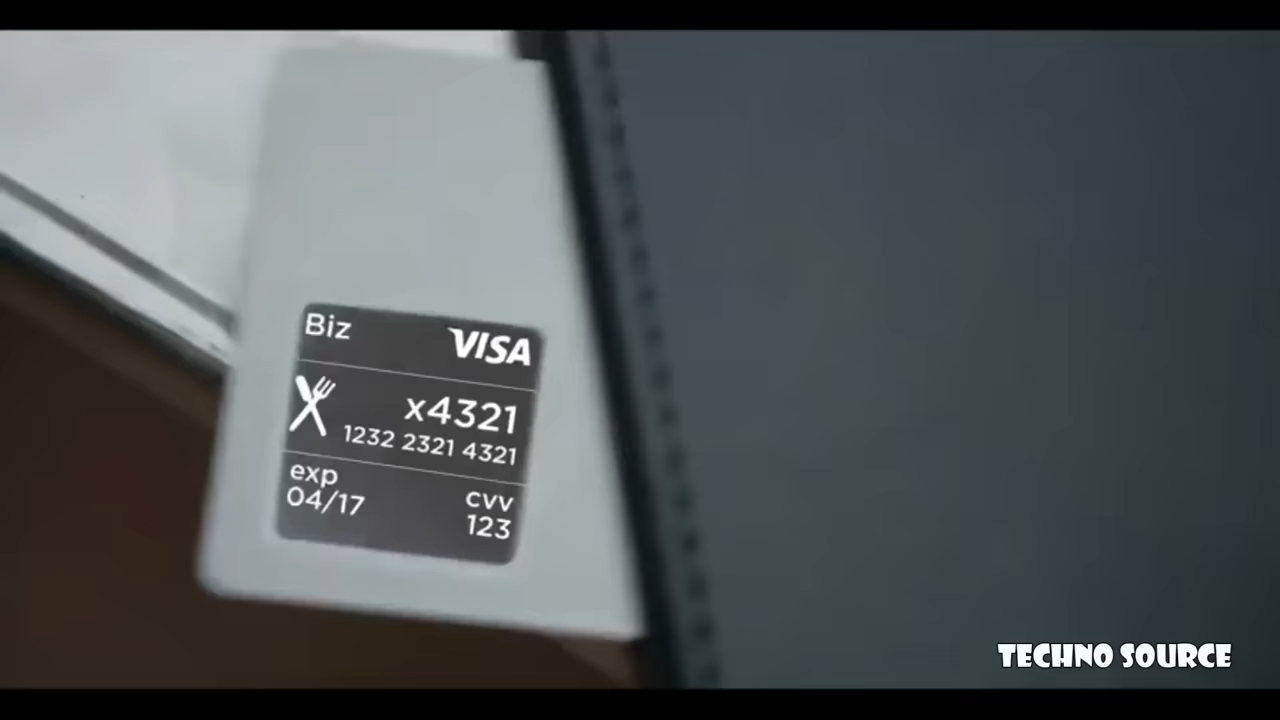 Biz
VISA
x4321
1232 2321 4321
exp
04/17
CVV
123
TECHNO SOURCE